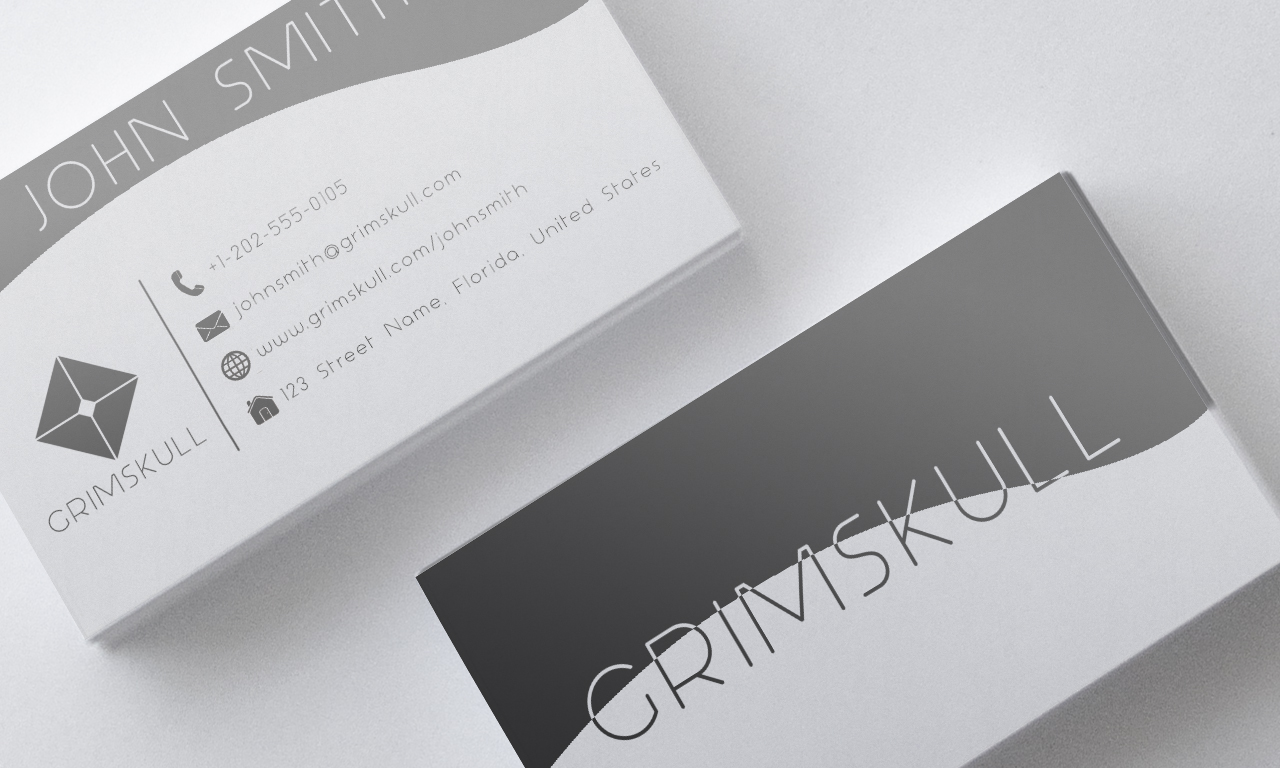 JOHN SMITH
+1-202-555-0105
johnsmith@grimskull.com
www.grimskull.com/johnsmith
123 Street Name, Florida, United States
GRIMSKULL
GRIMSKULL